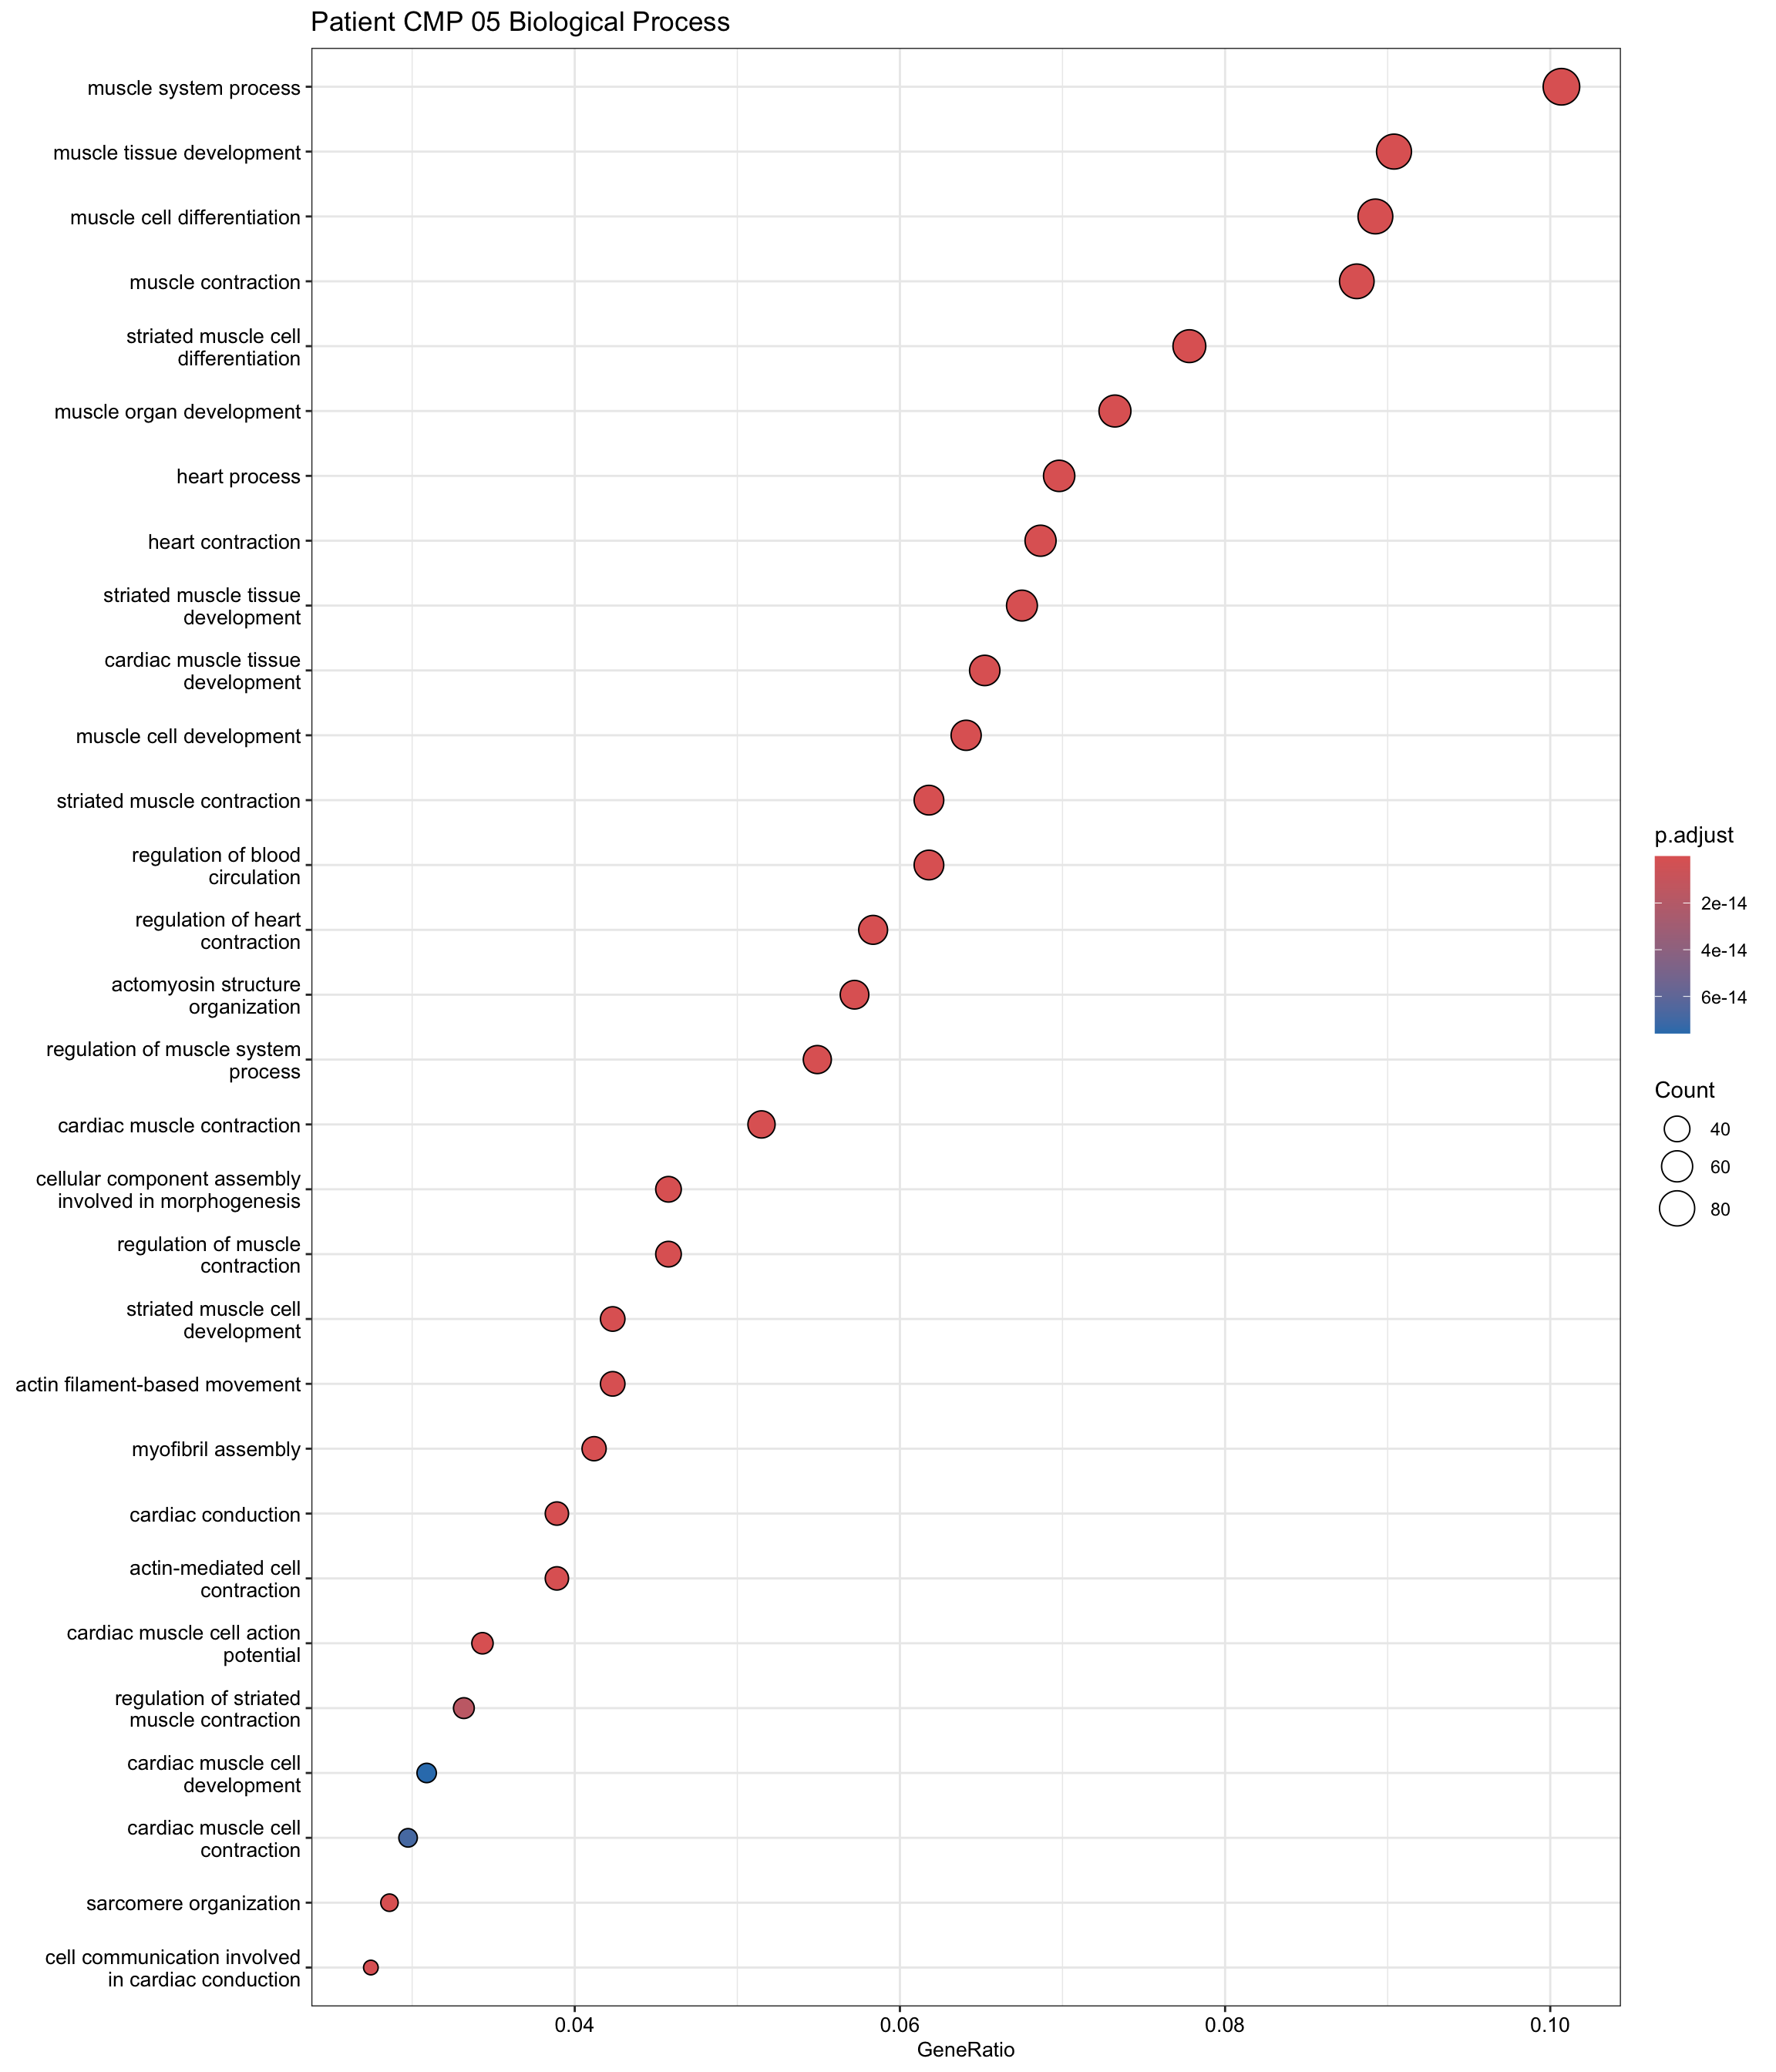 Patient CMP 05 Biological Process
muscle system process
muscle tissue development
muscle cell differentiation
muscle contraction
striated muscle cell
differentiation
muscle organ development
heart process
heart contraction
striated muscle tissue
development
cardiac muscle tissue
development
muscle cell development
striated muscle contraction
regulation of blood
circulation
regulation of heart
contraction
actomyosin structure
organization
regulation of muscle system
process
cardiac muscle contraction
cellular component assembly
involved in morphogenesis
regulation of muscle
contraction
striated muscle cell
development
actin filament-based movement
myofibril assembly
cardiac conduction
actin-mediated cell
contraction
cardiac muscle cell action
potential
regulation of striated
muscle contraction
cardiac muscle cell
development
cardiac muscle cell
contraction
sarcomere organization
cell communication involved
in cardiac conduction
0.04 0.06 0.08 0.10
GeneRatio
p.adjust
2e-14
4e-14
6e-14
Count
40
60
80